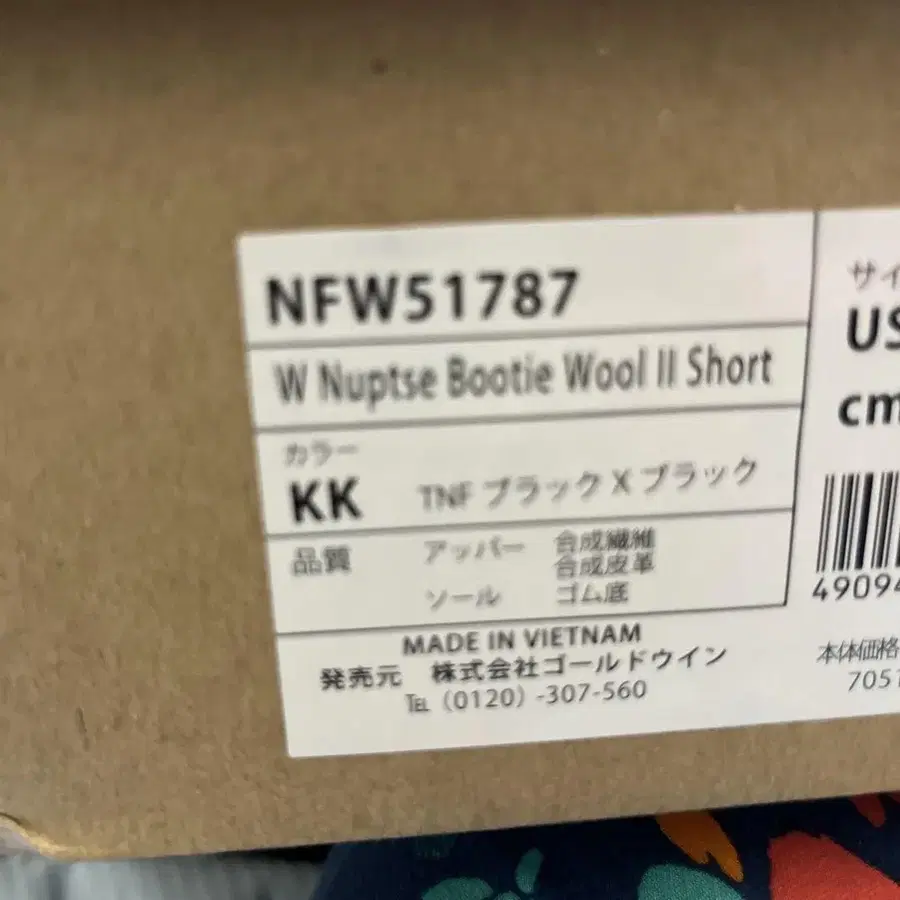 NFW51787
W Nuptse Bootie Wool II Short
カラー
KK TNF ブラック X ブラック
品質 アッパー 合成繊維
合成皮革
ソール ゴム底
MADE IN VIETNAM
発売元 株式会社ゴールドウイン
TEL (0120) -307-560
サイ
US
cm
49094
本体価格
7051